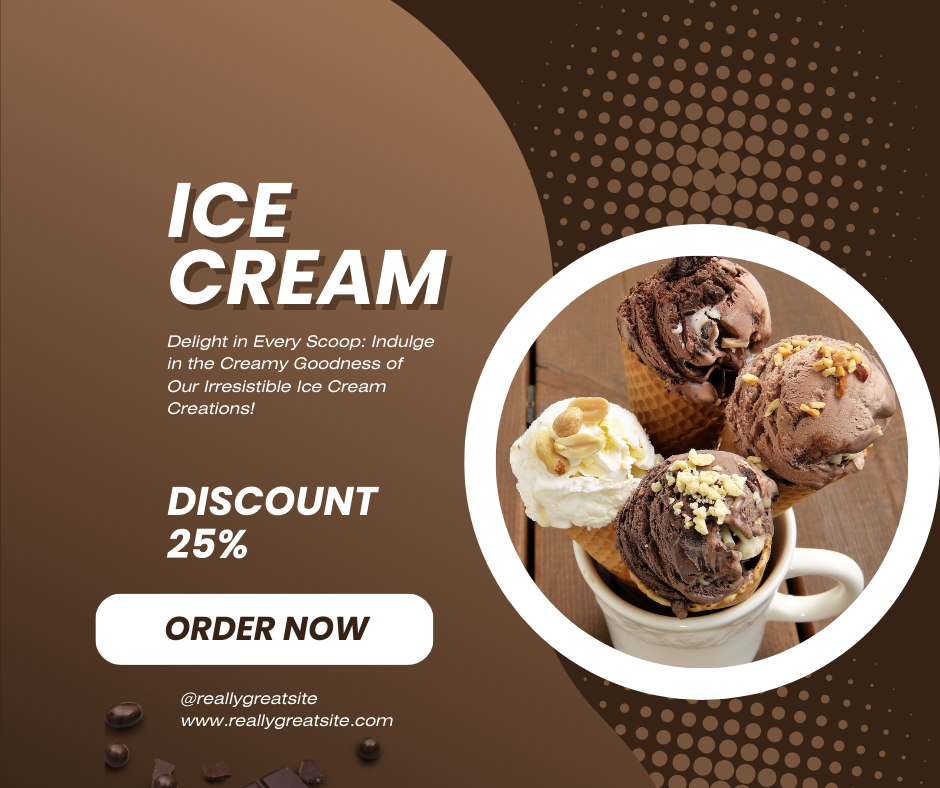 ICE
CREAM
Delight in Every Scoop: Indulge
in the Creamy Goodness of
Our Irresistible Ice Cream
Creations!
DISCOUNT
25%
ORDER NOW
@reallygreatsite
www.reallygreatsite.com